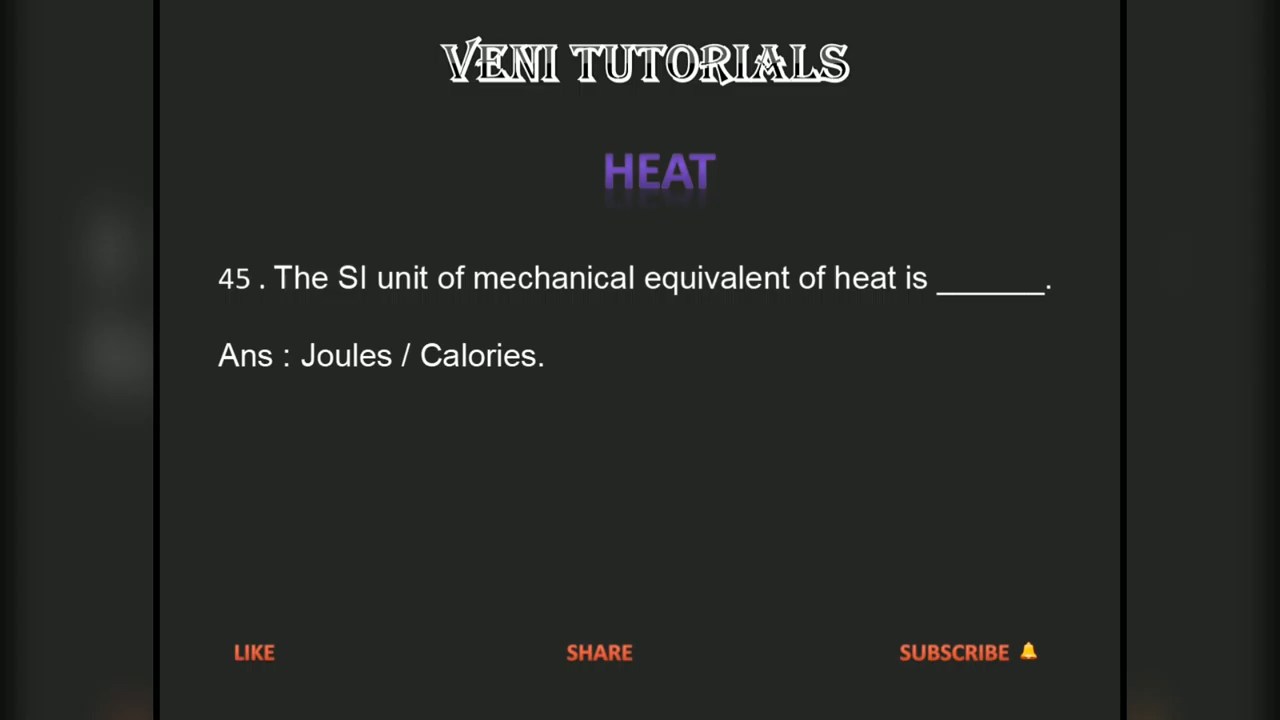 VENI TUTORIALS
HEAT
45 . The SI unit of mechanical equivalent of heat is ______.
Ans : Joules / Calories.
LIKE SHARE SUBSCRIBE 🔔